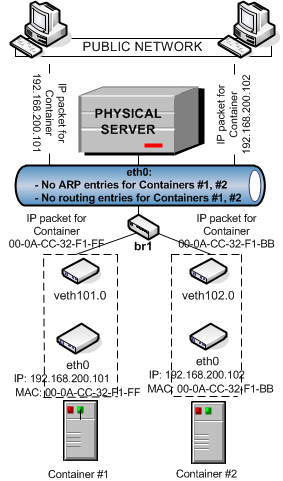 PUBLIC NETWORK
IP packet for
Container
192.168.200.101
IP packet for
Container
192.168.200.102
PHYSICAL
SERVER
eth0:
- No ARP entries for Containers #1, #2
- No routing entries for Containers #1, #2
IP packet for
Container
00-0A-CC-32-F1-FF
IP packet for
Container
00-0A-CC-32-F1-BB
br1
veth101.0
veth102.0
eth0
IP: 192.168.200.101
MAC: 00-0A-CC-32-F1-FF
eth0
IP: 192.168.200.102
MAC: 00-0A-CC-32-F1-BB
Container #1
Container #2